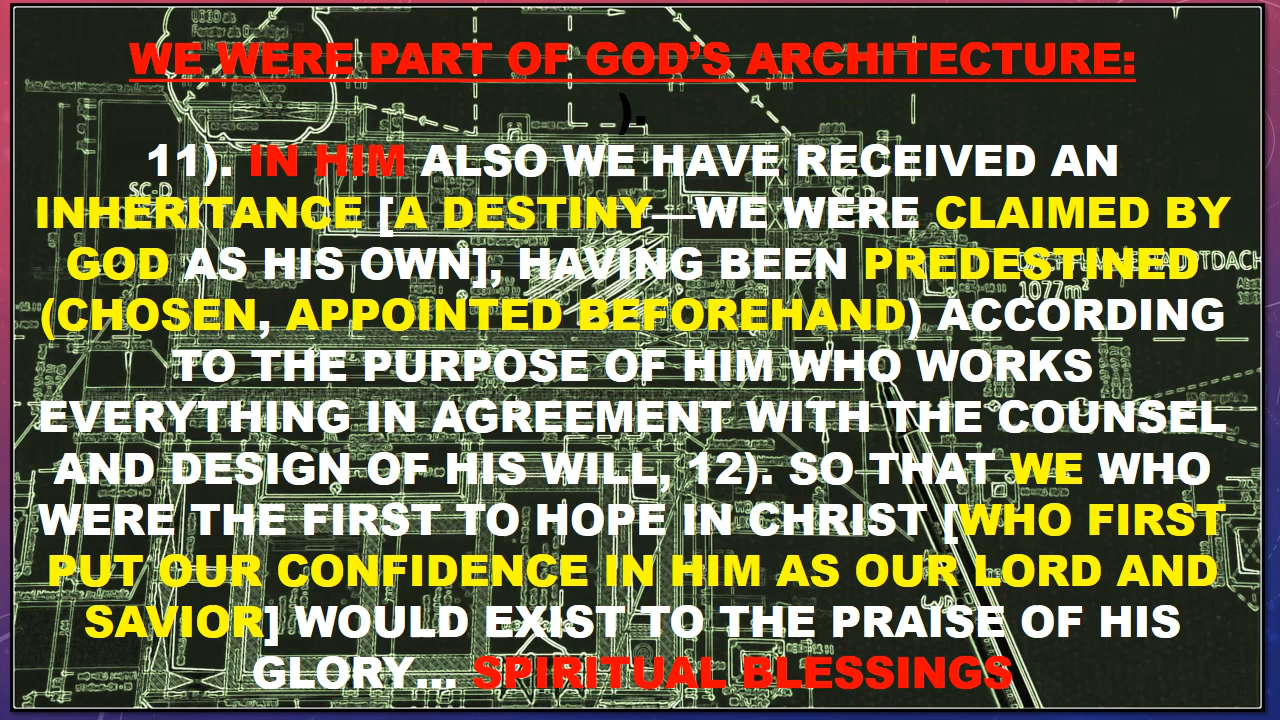 WE WERE PART OF GOD'S ARCHITECTURE:
).
11). IN HIM ALSO WE HAVE RECEIVED AN
INHERITANCE [A DESTINY—WE WERE CLAIMED BY
GOD AS HIS OWN], HAVING BEEN PREDESTINED
(CHOSEN, APPOINTED BEFOREHAND) ACCORDING
TO THE PURPOSE OF HIM WHO WORKS
EVERYTHING IN AGREEMENT WITH THE COUNSEL
AND DESIGN OF HIS WILL, 12). SO THAT WE WHO
WERE THE FIRST TO HOPE IN CHRIST [WHO FIRST
PUT OUR CONFIDENCE IN HIM AS OUR LORD AND
SAVIOR] WOULD EXIST TO THE PRAISE OF HIS
GLORY... SPIRITUAL BLESSINGS
SC-D
SC-D
1077m²